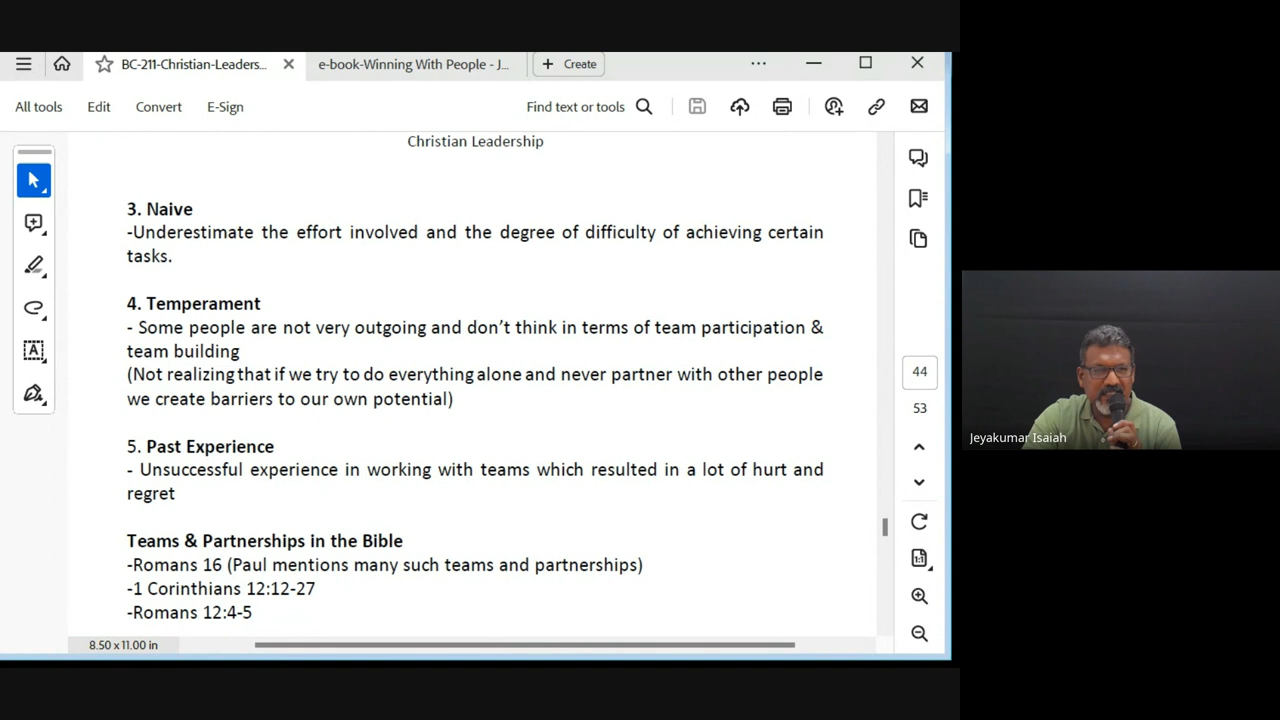 BC-211-Christian-Leaders...
e-book-Winning With People - J...
Create
All tools
Edit
Convert
E-Sign
Find text or tools
Christian Leadership
3. Naive
-Underestimate the effort involved and the degree of difficulty of achieving certain
tasks.
4. Temperament
- Some people are not very outgoing and don't think in terms of team participation &
team building
(Not realizing that if we try to do everything alone and never partner with other people
we create barriers to our own potential)
5. Past Experience
- Unsuccessful experience in working with teams which resulted in a lot of hurt and
regret
Teams & Partnerships in the Bible
-Romans 16 (Paul mentions many such teams and partnerships)
-1 Corinthians 12:12-27
-Romans 12:4-5
8.50 x 11.00 in
44
53
1:1
Jeyakumar Isaiah